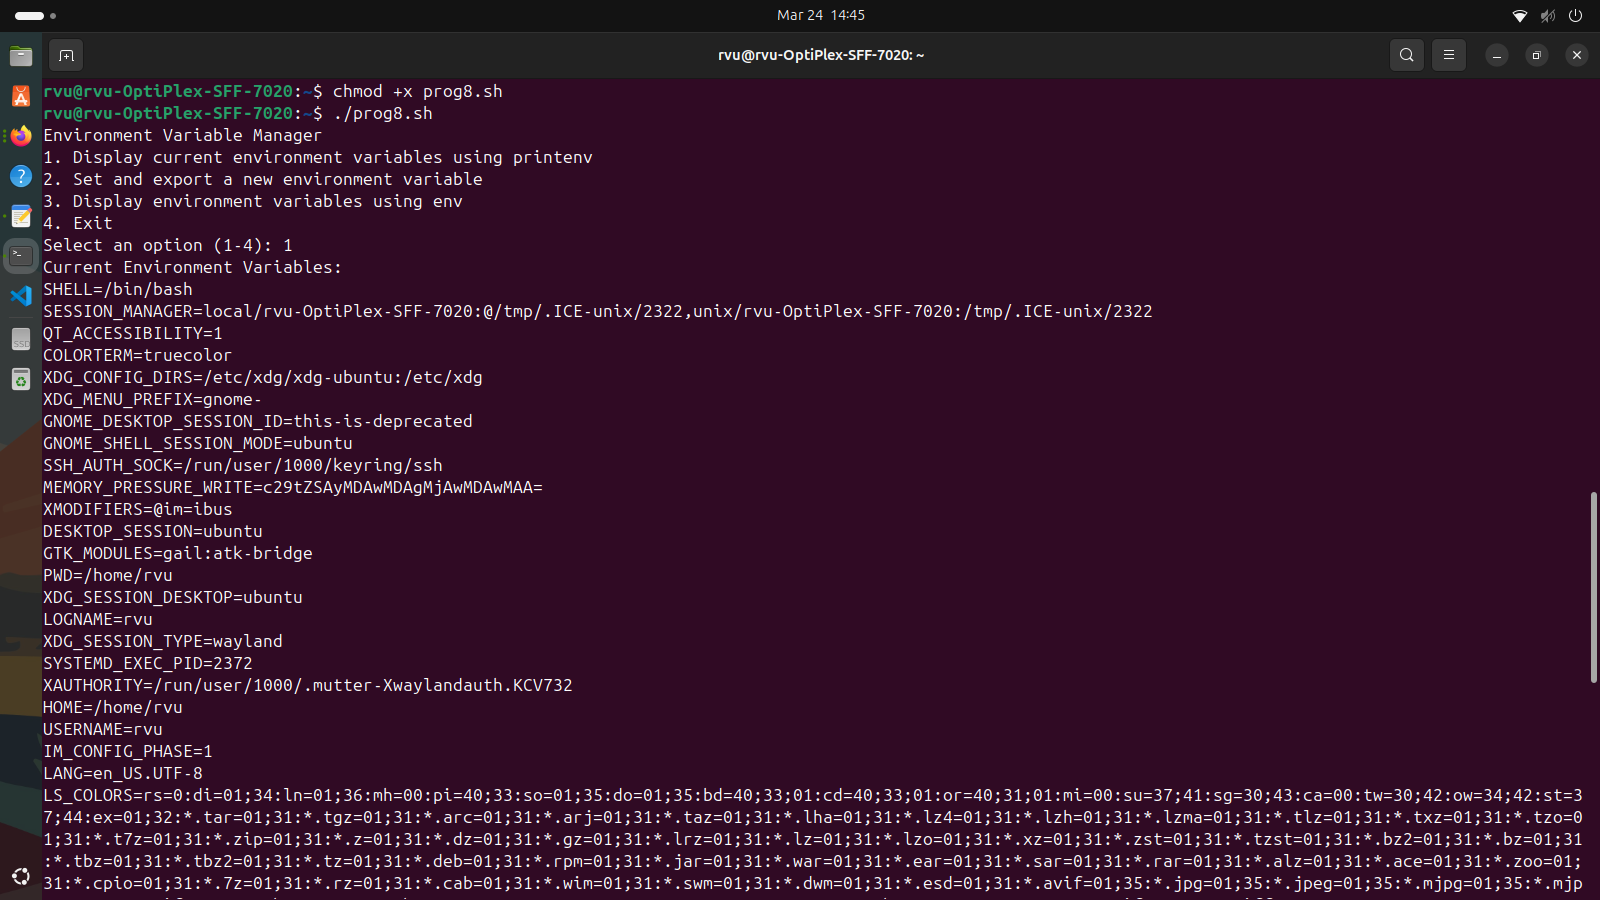 Mar 24 14:45
rvu@rvu-OptiPlex-SFF-7020: ~
rvu@rvu-OptiPlex-SFF-7020:~$ chmod +x prog8.sh
rvu@rvu-OptiPlex-SFF-7020:~$ ./prog8.sh
Environment Variable Manager
1. Display current environment variables using printenv
2. Set and export a new environment variable
3. Display environment variables using env
4. Exit
Select an option (1-4): 1
Current Environment Variables:
SHELL=/bin/bash
SESSION_MANAGER=local/rvu-OptiPlex-SFF-7020:@/tmp/.ICE-unix/2322,unix/rvu-OptiPlex-SFF-7020:/tmp/.ICE-unix/2322
QT_ACCESSIBILITY=1
COLORTERM=truecolor
XDG_CONFIG_DIRS=/etc/xdg/xdg-ubuntu:/etc/xdg
XDG_MENU_PREFIX=gnome-
GNOME_DESKTOP_SESSION_ID=this-is-deprecated
GNOME_SHELL_SESSION_MODE=ubuntu
SSH_AUTH_SOCK=/run/user/1000/keyring/ssh
MEMORY_PRESSURE_WRITE=c29tZSAyMDAwMDAgMjAwMDAwMAA=
XMODIFIERS=@im=ibus
DESKTOP_SESSION=ubuntu
GTK_MODULES=gail:atk-bridge
PWD=/home/rvu
XDG_SESSION_DESKTOP=ubuntu
LOGNAME=rvu
XDG_SESSION_TYPE=wayland
SYSTEMD_EXEC_PID=2372
XAUTHORITY=/run/user/1000/.mutter-Xwaylandauth.KCV732
HOME=/home/rvu
USERNAME=rvu
IM_CONFIG_PHASE=1
LANG=en_US.UTF-8
LS_COLORS=rs=0:di=01;34:ln=01;36:mh=00:pi=40;33:so=01;35:do=01;35:bd=40;33;01:cd=40;33;01:or=40;31;01:mi=00:su=37;41:sg=30;43:ca=00:tw=30;42:ow=34;42:st=3
7;44:ex=01;32:*.tar=01;31:*.tgz=01;31:*.arc=01;31:*.arj=01;31:*.taz=01;31:*.lha=01;31:*.lz4=01;31:*.lzh=01;31:*.lzma=01;31:*.tlz=01;31:*.txz=01;31:*.tzo=0
1;31:*.t7z=01;31:*.zip=01;31:*.z=01;31:*.dz=01;31:*.gz=01;31:*.lrz=01;31:*.lz=01;31:*.lzo=01;31:*.xz=01;31:*.zst=01;31:*.tzst=01;31:*.bz2=01;31:*.bz=01;31
:*.tbz=01;31:*.tbz2=01;31:*.tz=01;31:*.deb=01;31:*.rpm=01;31:*.jar=01;31:*.war=01;31:*.ear=01;31:*.sar=01;31:*.rar=01;31:*.alz=01;31:*.ace=01;31:*.zoo=01;
31:*.cpio=01;31:*.7z=01;31:*.rz=01;31:*.cab=01;31:*.wim=01;31:*.swm=01;31:*.dwm=01;31:*.esd=01;31:*.avif=01;35:*.jpg=01;35:*.jpeg=01;35:*.mjpg=01;35:*.mjp